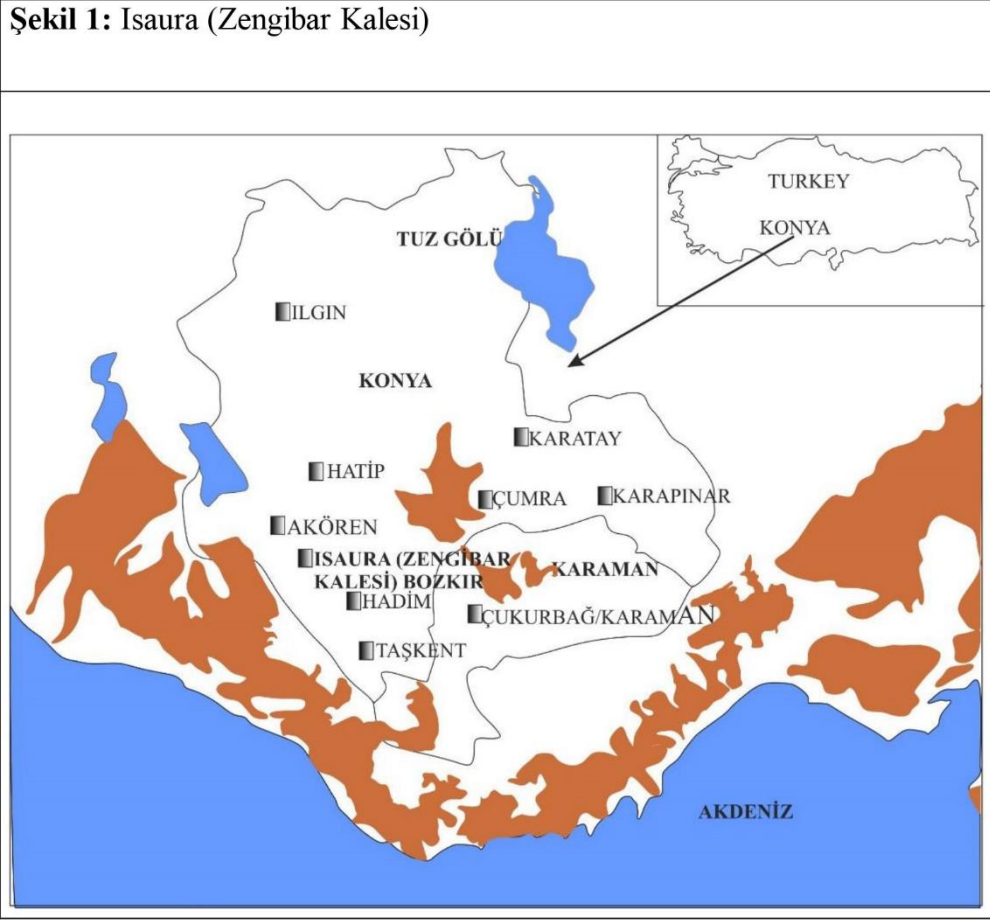 Şekil 1: Isaura (Zengibar Kalesi)
TURKEY
KONYA
TUZ GÖLÜ
ILGIN
KONYA
KARATAY
HATİP
ÇUMRA
KARAPINAR
AKÖREN
ISAURA (ZENGİBAR
KALESİ) BOZKIR
KARAMAN
HADİM
ÇUKURBAĞ/KARAMAN
TAŞKENT
AKDENİZ